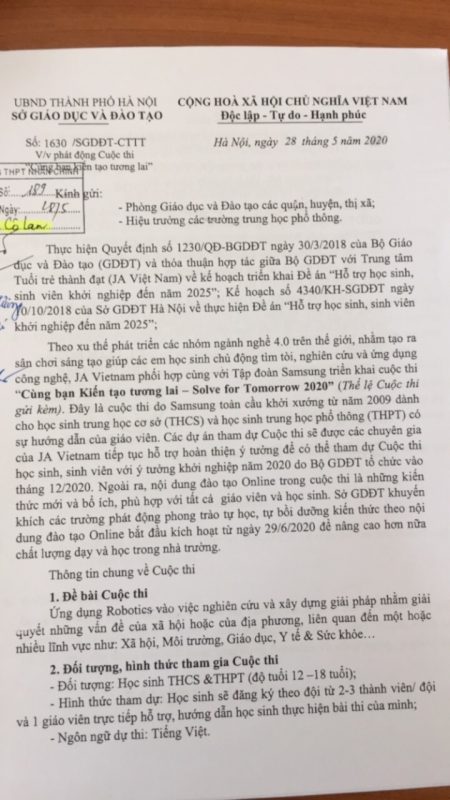 UBND THÀNH PHỐ HÀ NỘI
SỞ GIÁO DỤC VÀ ĐÀO TẠO
CỘNG HOÀ XÃ HỘI CHỦ NGHĨA VIỆT NAM
Độc lập - Tự do - Hạnh phúc
Số: 1630 /SGDĐT-CTTT
V/v phát động Cuộc thi
"Cùng bạn kiến tạo tương lai"
Hà Nội, ngày 28 tháng 5 năm 2020
THPT NHÂN CHÍNH
Số: 189
Ngày: 28/5
Cô Lan
Kính gửi:
- Phòng Giáo dục và Đào tạo các quận, huyện, thị xã;
- Hiệu trưởng các trường trung học phổ thông.
Thực hiện Quyết định số 1230/QĐ-BGDĐT ngày 30/3/2018 của Bộ Giáo
dục và Đào tạo (GDĐT) và thỏa thuận hợp tác giữa Bộ GDĐT với Trung tâm
Tuổi trẻ thành đạt (JA Việt Nam) về kế hoạch triển khai Đề án "Hỗ trợ học sinh,
sinh viên khởi nghiệp đến năm 2025"; Kế hoạch số 4340/KH-SGDĐT ngày
0/10/2018 của Sở GDĐT Hà Nội về thực hiện Đề án "Hỗ trợ học sinh, sinh viên
khởi nghiệp đến năm 2025";
Theo xu thế phát triển các nhóm ngành nghề 4.0 trên thế giới, nhằm tạo ra
sân chơi sáng tạo giúp các em học sinh chủ động tìm tòi, nghiên cứu và ứng dụng
công nghệ, JA Vietnam phối hợp cùng với Tập đoàn Samsung triển khai cuộc thi
"Cùng bạn Kiến tạo tương lai – Solve for Tomorrow 2020" (Thể lệ Cuộc thi
gửi kèm). Đây là cuộc thi do Samsung toàn cầu khởi xướng từ năm 2009 dành
cho học sinh trung học cơ sở (THCS) và học sinh trung học phổ thông (THPT) có
sự hướng dẫn của giáo viên. Các dự án tham dự Cuộc thi sẽ được các chuyên gia
của JA Vietnam tiếp tục hỗ trợ hoàn thiện ý tưởng để có thể tham dự Cuộc thi
học sinh, sinh viên với ý tưởng khởi nghiệp năm 2020 do Bộ GDĐT tổ chức vào
tháng 12/2020. Ngoài ra, nội dung đào tạo Online trong cuộc thi là những kiến
thức mới và bổ ích, phù hợp với tất cả giáo viên và học sinh. Sở GDĐT khuyến
khích các trường phát động phong trào tự học, tự bồi dưỡng kiến thức theo nội
dung đào tạo Online bắt đầu kích hoạt từ ngày 29/6/2020 để nâng cao hơn nữa
chất lượng dạy và học trong nhà trường.
Thông tin chung về Cuộc thi
1. Đề bài Cuộc thi
Ứng dụng Robotics vào việc nghiên cứu và xây dựng giải pháp nhằm giải
quyết những vấn đề của xã hội hoặc của địa phương, liên quan đến một hoặc
nhiều lĩnh vực như: Xã hội, Môi trường, Giáo dục, Y tế & Sức khỏe...
2. Đối tượng, hình thức tham gia Cuộc thi
- Đối tượng: Học sinh THCS &THPT (độ tuổi 12 –18 tuổi);
- Hình thức tham dự: Học sinh sẽ đăng ký theo đội từ 2-3 thành viên/ đội
và 1 giáo viên trực tiếp hỗ trợ, hướng dẫn học sinh thực hiện bài thi của mình;
- Ngôn ngữ dự thi: Tiếng Việt.